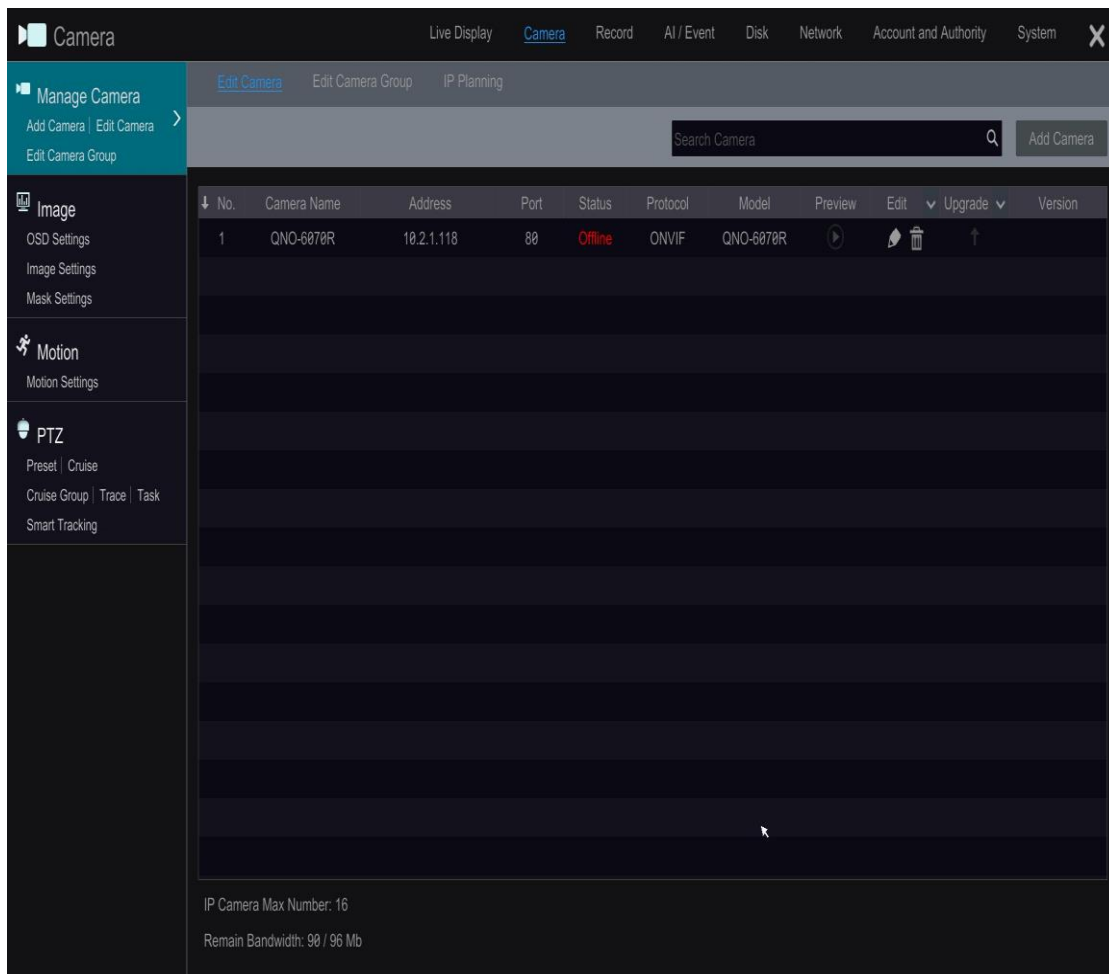 Camera Live Display Camera Record AI / Event Disk Network Account and Authority System X
Manage Camera
Add Camera | Edit Camera >
Edit Camera Group
Edit Camera Edit Camera Group IP Planning
Search Camera Add Camera
Image
OSD Settings
Image Settings
Mask Settings
Motion
Motion Settings
PTZ
Preset | Cruise
Cruise Group | Trace | Task
Smart Tracking
No. Camera Name Address Port Status Protocol Model Preview Edit Upgrade Version
1 QNO-6070R 10.2.1.118 80 Offline ONVIF QNO-6070R
IP Camera Max Number: 16
Remain Bandwidth: 90 / 96 Mb